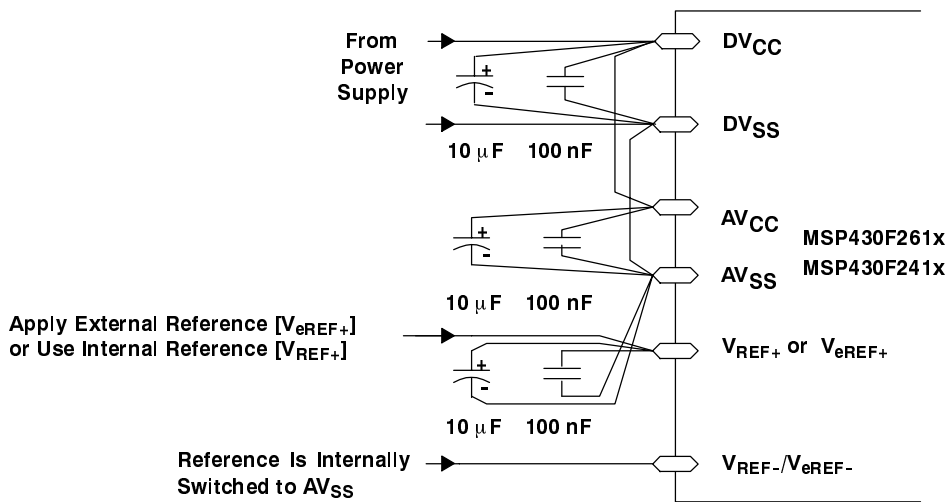 From
Power
Supply
+
-
10 μF 100 nF
DVCC
DVSS
+
-
10 μF 100 nF
AVCC
MSP430F261x
MSP430F241x
AVSS
Apply External Reference [VeREF+]
or Use Internal Reference [VREF+]
+
-
10 μF 100 nF
VREF+ or VeREF+
Reference Is Internally
Switched to AVSS
VREF-/VeREF-